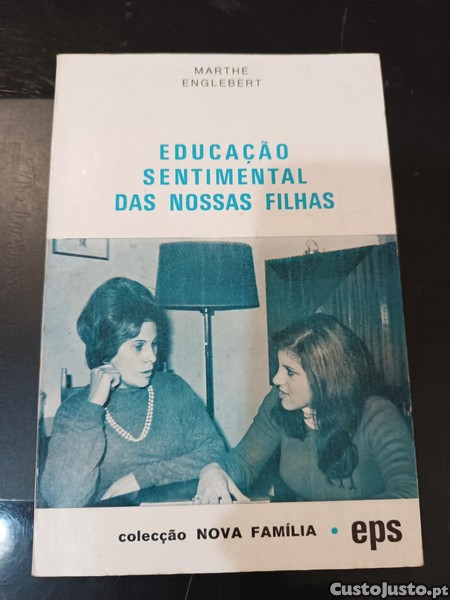 MARTHE
ENGLEBERT
EDUCAÇÃO
SENTIMENTAL
DAS NOSSAS FILHAS
colecção NOVA FAMÍLIA • eps
CustoJusto.pt